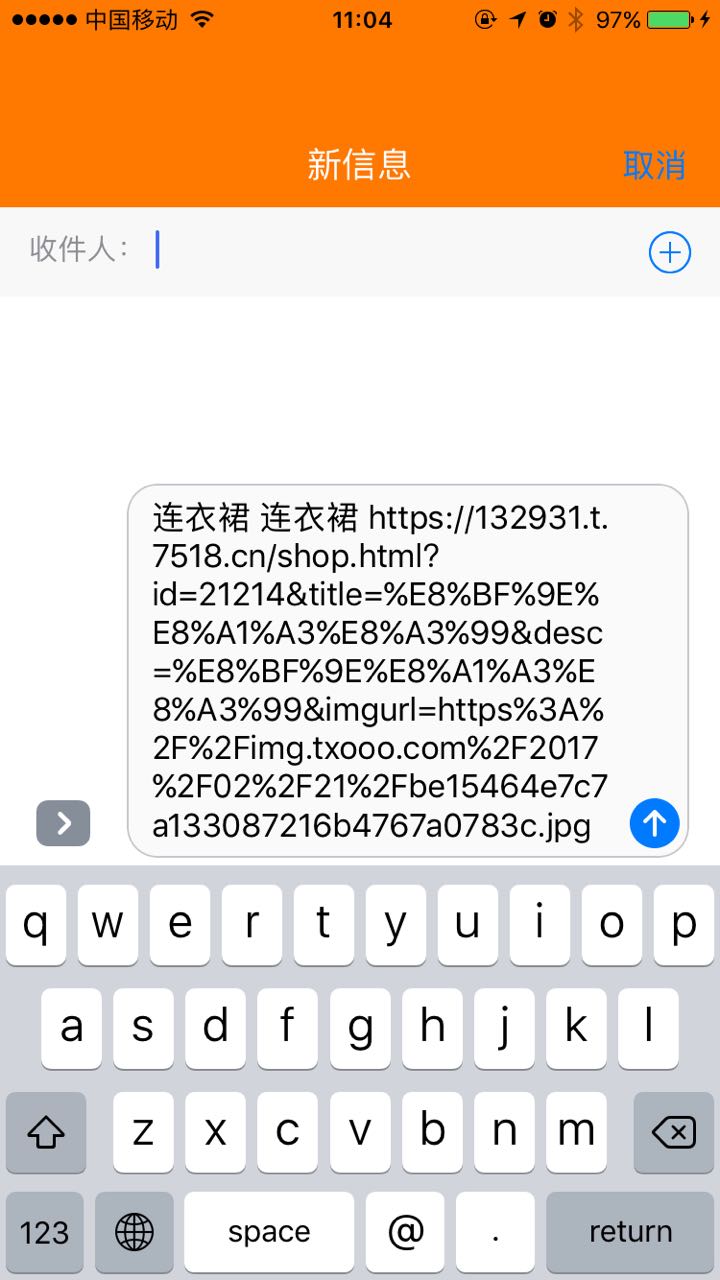 中国移动 11:04 97%
新信息 取消
收件人：
连衣裙 连衣裙 https://132931.t.
7518.cn/shop.html?
id=21214&title=%E8%BF%9E%
E8%A1%A3%E8%A3%99&desc
=%E8%BF%9E%E8%A1%A3%E
8%A3%99&imgurl=https%3A%
2F%2Fimg.txooo.com%2F2017
%2F02%2F21%2Fbe15464e7c7
a133087216b4767a0783c.jpg
q w e r t y u i o p
a s d f g h j k l
z x c v b n m
123 space @ . return